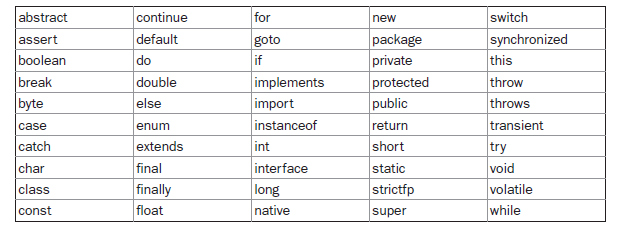 abstract continue for new switch
assert default goto package synchronized
boolean do if private this
break double implements protected throw
byte else import public throws
case enum instanceof return transient
catch extends int short try
char final interface static void
class finally long strictfp volatile
const float native super while